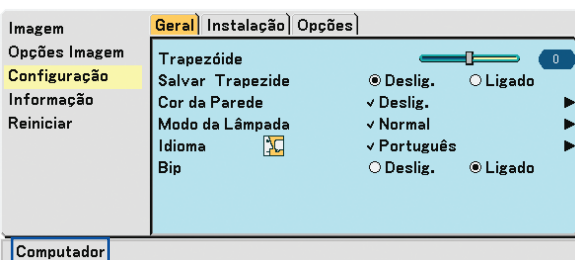 Imagem
Opções Imagem
Configuração
Informação
Reiniciar
Geral Instalação Opções
Trapezóide 0
Salvar Trapezide Deslig. Ligado
Cor da Parede Deslig.
Modo da Lâmpada Normal
Idioma Português
Bip Deslig. Ligado
Computador